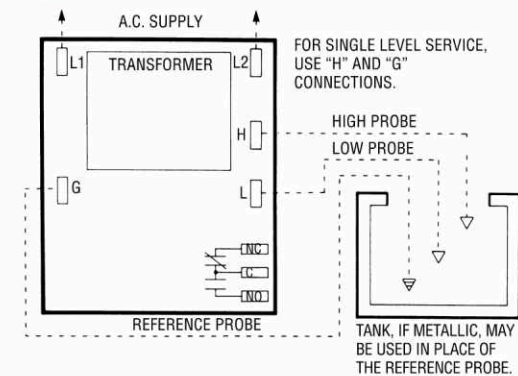 A.C. SUPPLY
L1
TRANSFORMER
L2
FOR SINGLE LEVEL SERVICE,
USE “H” AND “G”
CONNECTIONS.
H
HIGH PROBE
LOW PROBE
G
L
NC
C
NO
REFERENCE PROBE
TANK, IF METALLIC, MAY
BE USED IN PLACE OF
THE REFERENCE PROBE.